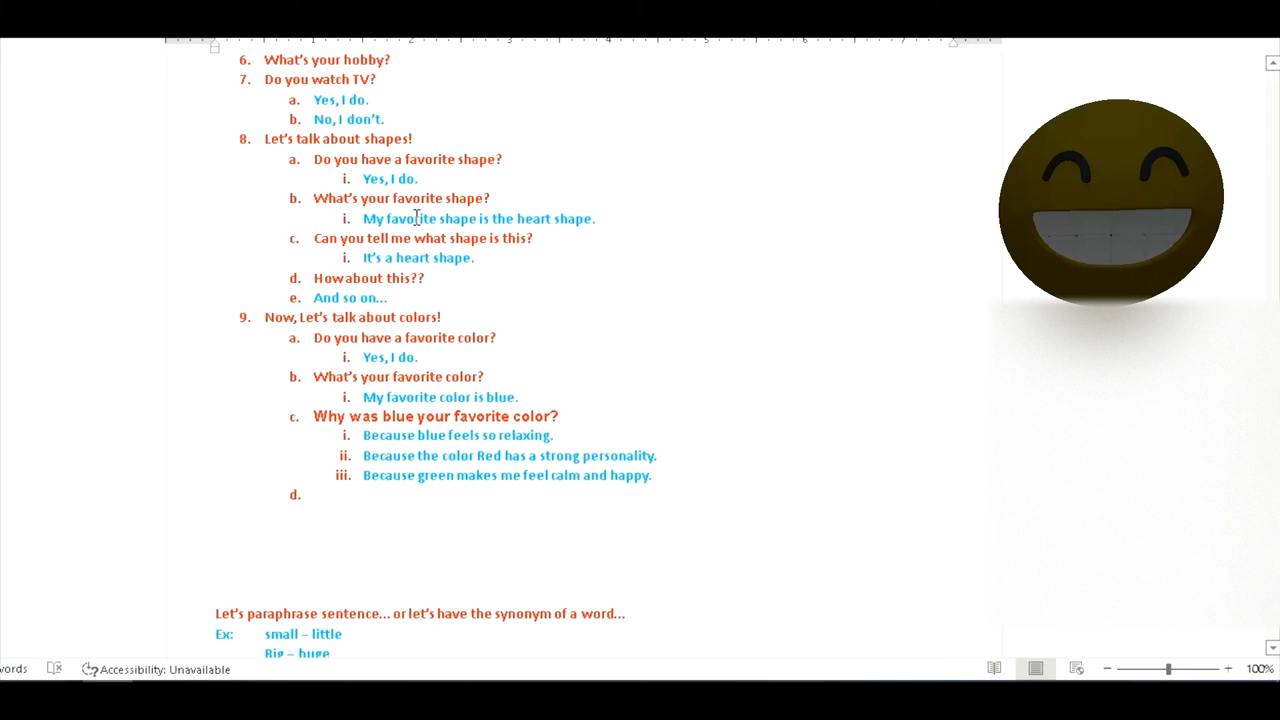 6. What's your hobby?
7. Do you watch TV?
a. Yes, I do.
b. No, I don't.
8. Let's talk about shapes!
a. Do you have a favorite shape?
i. Yes, I do.
b. What's your favorite shape?
i. My favorite shape is the heart shape.
c. Can you tell me what shape is this?
i. It's a heart shape.
d. How about this??
e. And so on...
9. Now, Let's talk about colors!
a. Do you have a favorite color?
i. Yes, I do.
b. What's your favorite color?
i. My favorite color is blue.
c. Why was blue your favorite color?
i. Because blue feels so relaxing.
ii. Because the color Red has a strong personality.
iii. Because green makes me feel calm and happy.
d.
Let's paraphrase sentence... or let's have the synonym of a word...
Ex: small – little
Big – huge
words Accessibility: Unavailable 100%